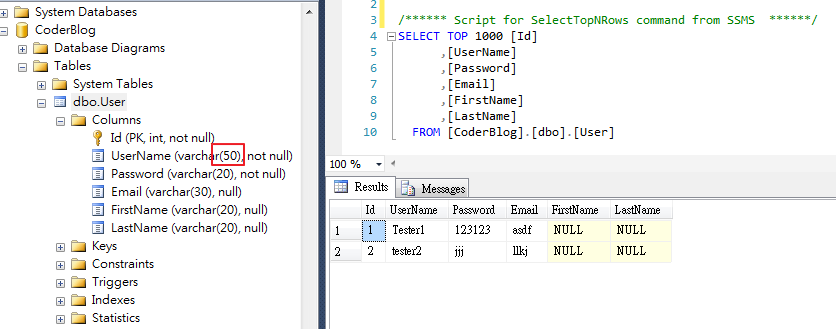 System Databases
CoderBlog
Database Diagrams
Tables
System Tables
dbo.User
Columns
Id (PK, int, not null)
UserName (varchar(50), not null)
Password (varchar(20), not null)
Email (varchar(30), null)
FirstName (varchar(20), null)
LastName (varchar(20), null)
Keys
Constraints
Triggers
Indexes
Statistics
2
3 /****** Script for SelectTopNRows command from SSMS ******/
4 SELECT TOP 1000 [Id]
5 ,[UserName]
6 ,[Password]
7 ,[Email]
8 ,[FirstName]
9 ,[LastName]
10 FROM [CoderBlog].[dbo].[User]
100 %
Results Messages
Id UserName Password Email FirstName LastName
1 1 Tester1 123123 asdf NULL NULL
2 2 tester2 jjj llkj NULL NULL